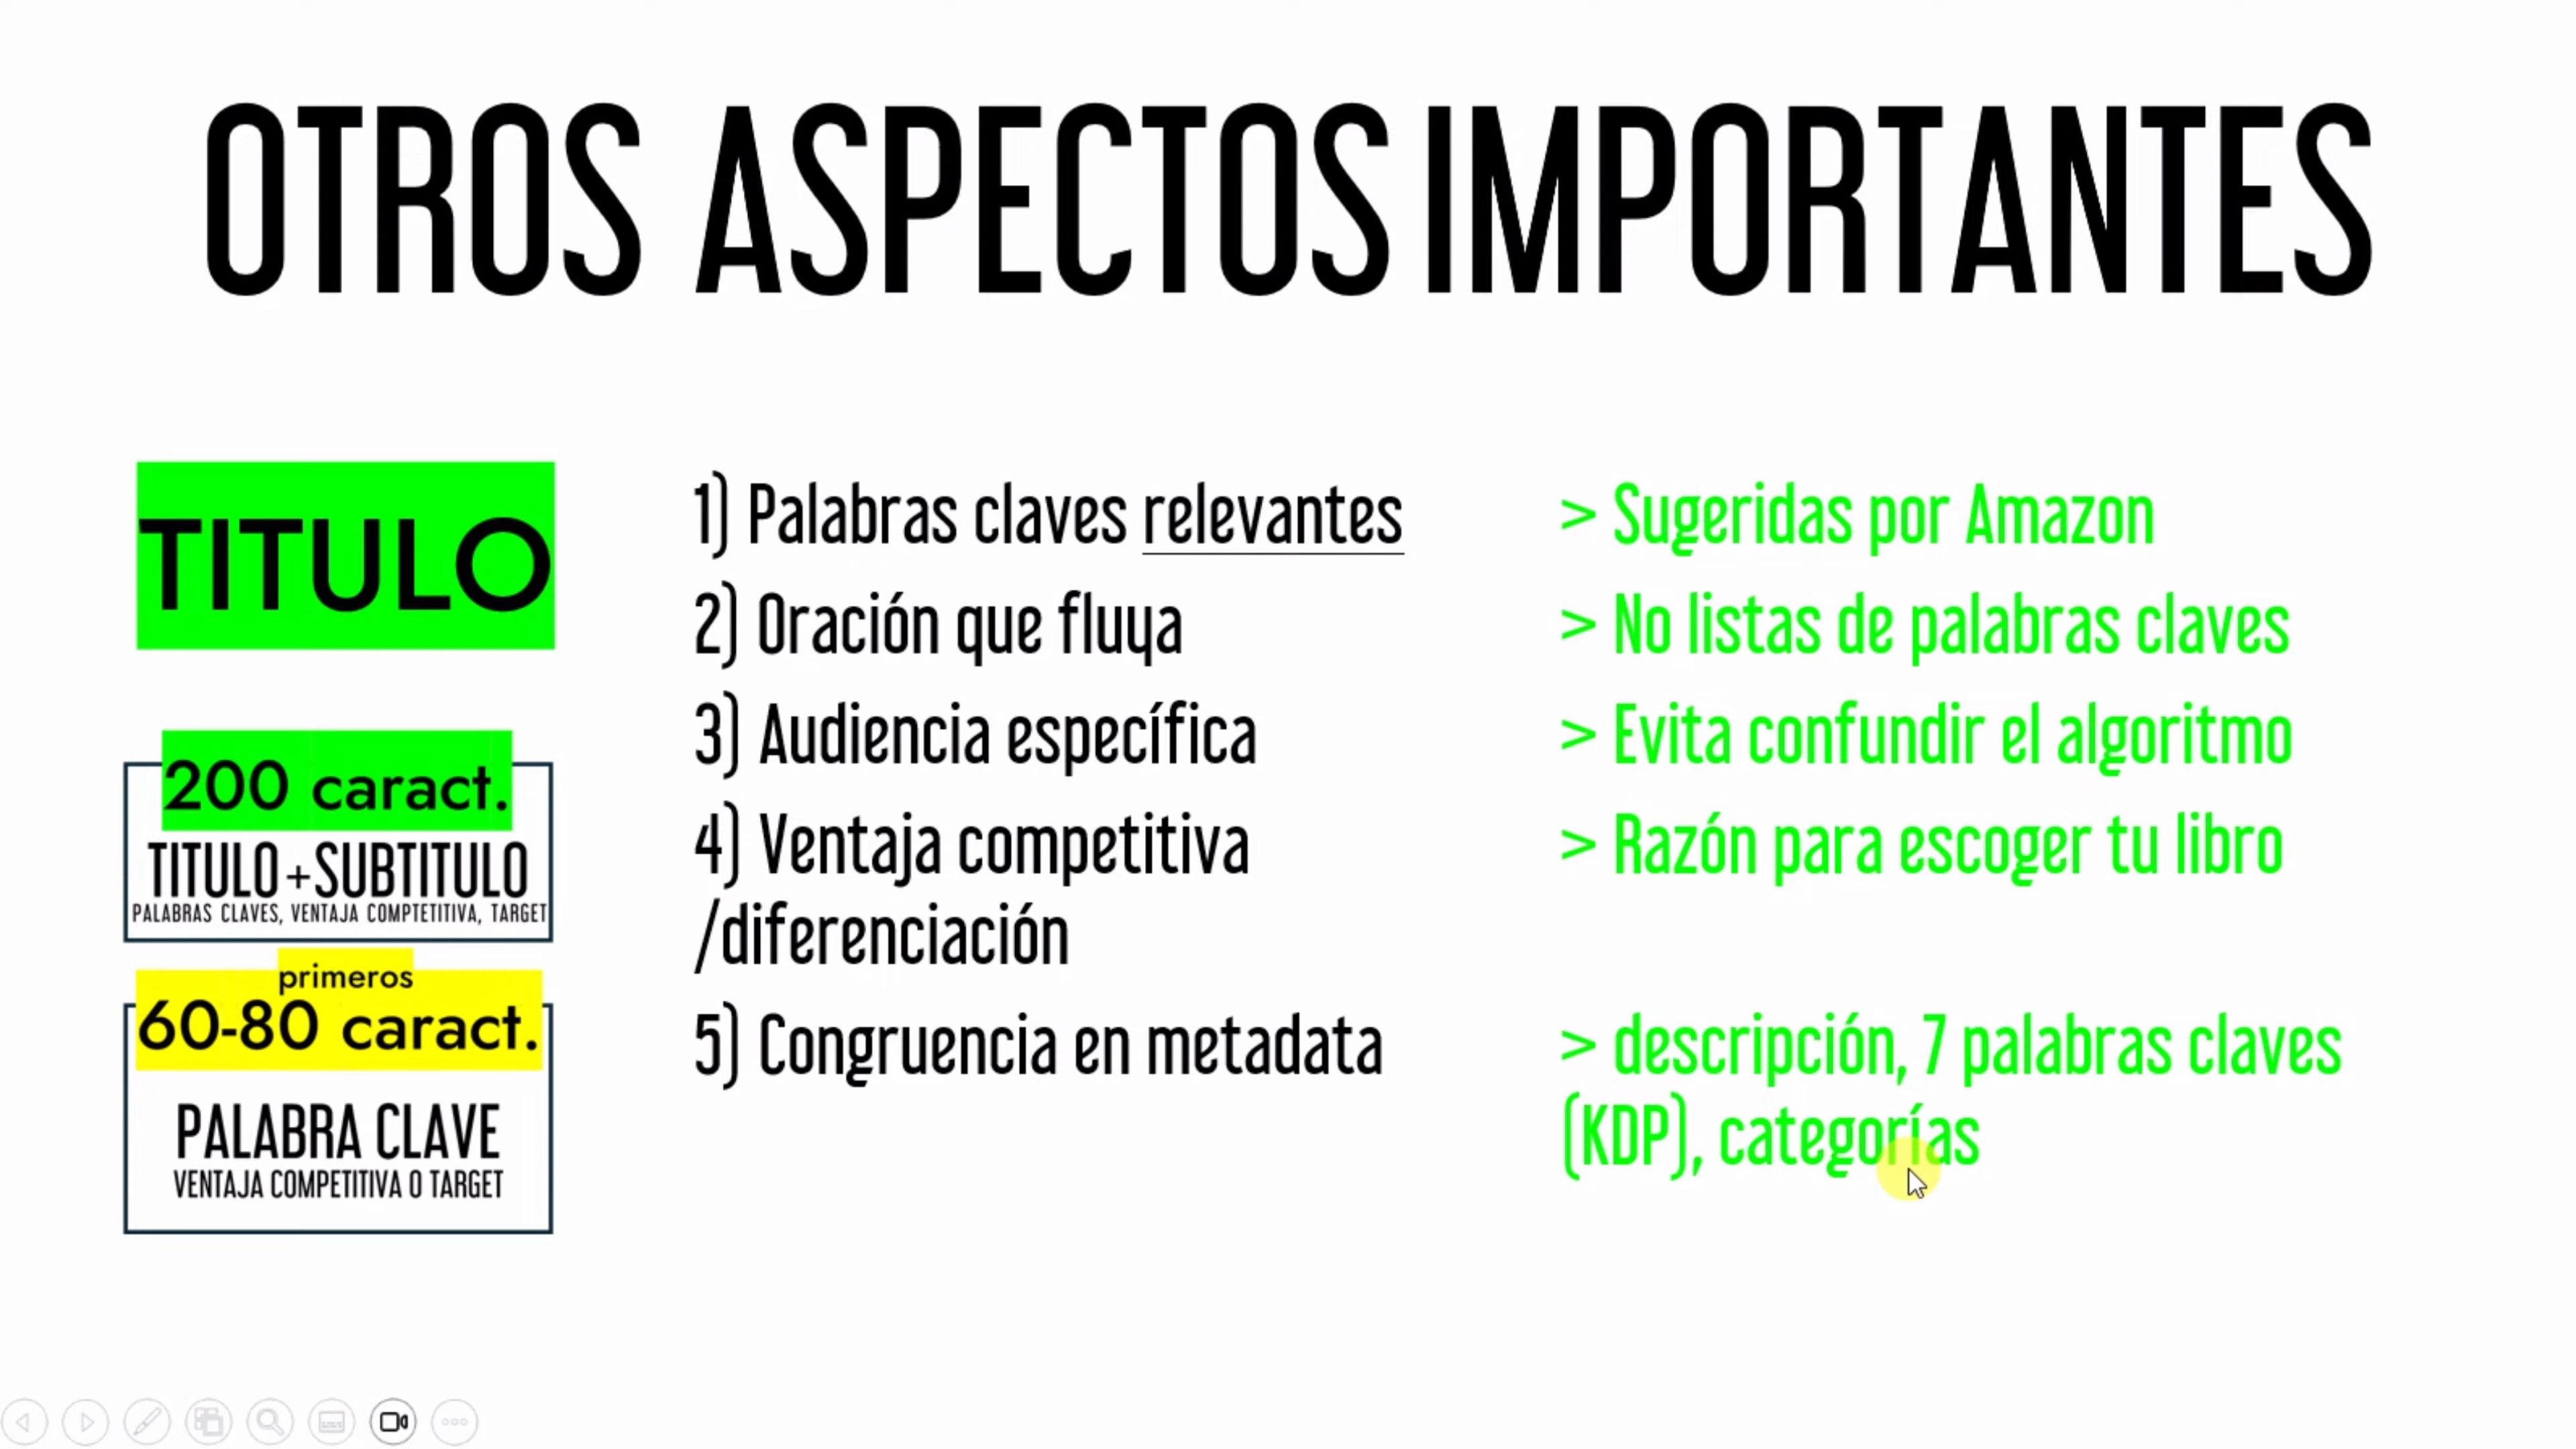 OTROS ASPECTOS IMPORTANTES
TITULO
200 caract.
TITULO+SUBTITULO
PALABRAS CLAVES, VENTAJA COMPTETITIVA, TARGET
primeros
60-80 caract.
PALABRA CLAVE
VENTAJA COMPETITIVA O TARGET
1) Palabras claves relevantes
2) Oración que fluya
3) Audiencia específica
4) Ventaja competitiva
/diferenciación
5) Congruencia en metadata
> Sugeridas por Amazon
> No listas de palabras claves
> Evita confundir el algoritmo
> Razón para escoger tu libro
> descripción, 7 palabras claves
(KDP), categorías